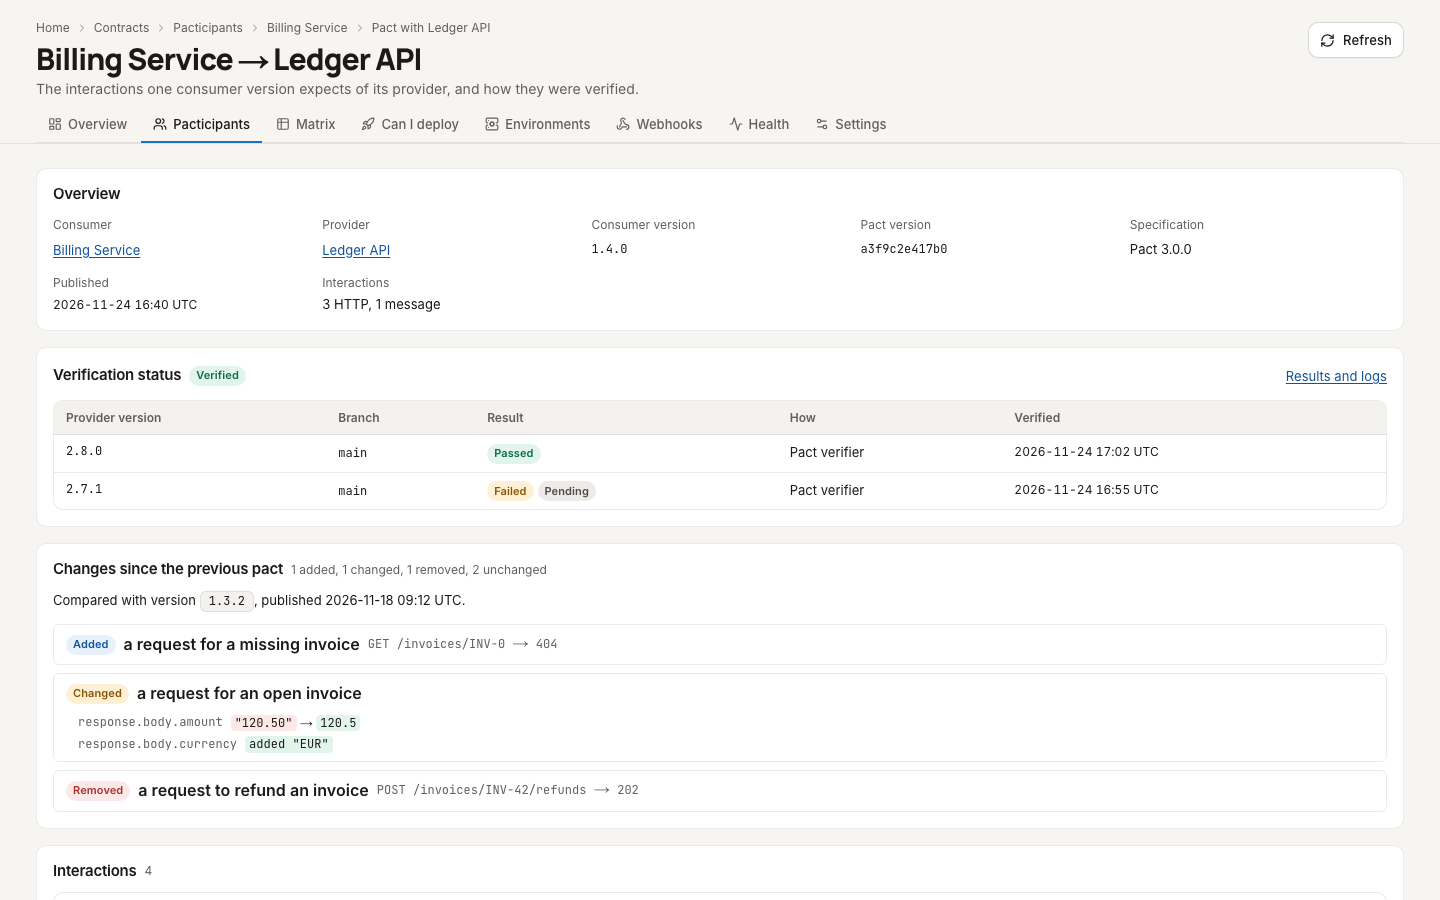 Home > Contracts > Pacticipants > Billing Service > Pact with Ledger API
Billing Service → Ledger API
Refresh
The interactions one consumer version expects of its provider, and how they were verified.
Overview Pacticipants Matrix Can I deploy Environments Webhooks Health Settings
Overview
Consumer Provider Consumer version Pact version Specification
Billing Service Ledger API 1.4.0 a3f9c2e417b0 Pact 3.0.0
Published Interactions
2026-11-24 16:40 UTC 3 HTTP, 1 message
Verification status Verified Results and logs
Provider version Branch Result How Verified
2.8.0 main Passed Pact verifier 2026-11-24 17:02 UTC
2.7.1 main Failed Pending Pact verifier 2026-11-24 16:55 UTC
Changes since the previous pact 1 added, 1 changed, 1 removed, 2 unchanged
Compared with version 1.3.2, published 2026-11-18 09:12 UTC.
Added a request for a missing invoice GET /invoices/INV-0 → 404
Changed a request for an open invoice
response.body.amount "120.50" → 120.5
response.body.currency added "EUR"
Removed a request to refund an invoice POST /invoices/INV-42/refunds → 202
Interactions 4